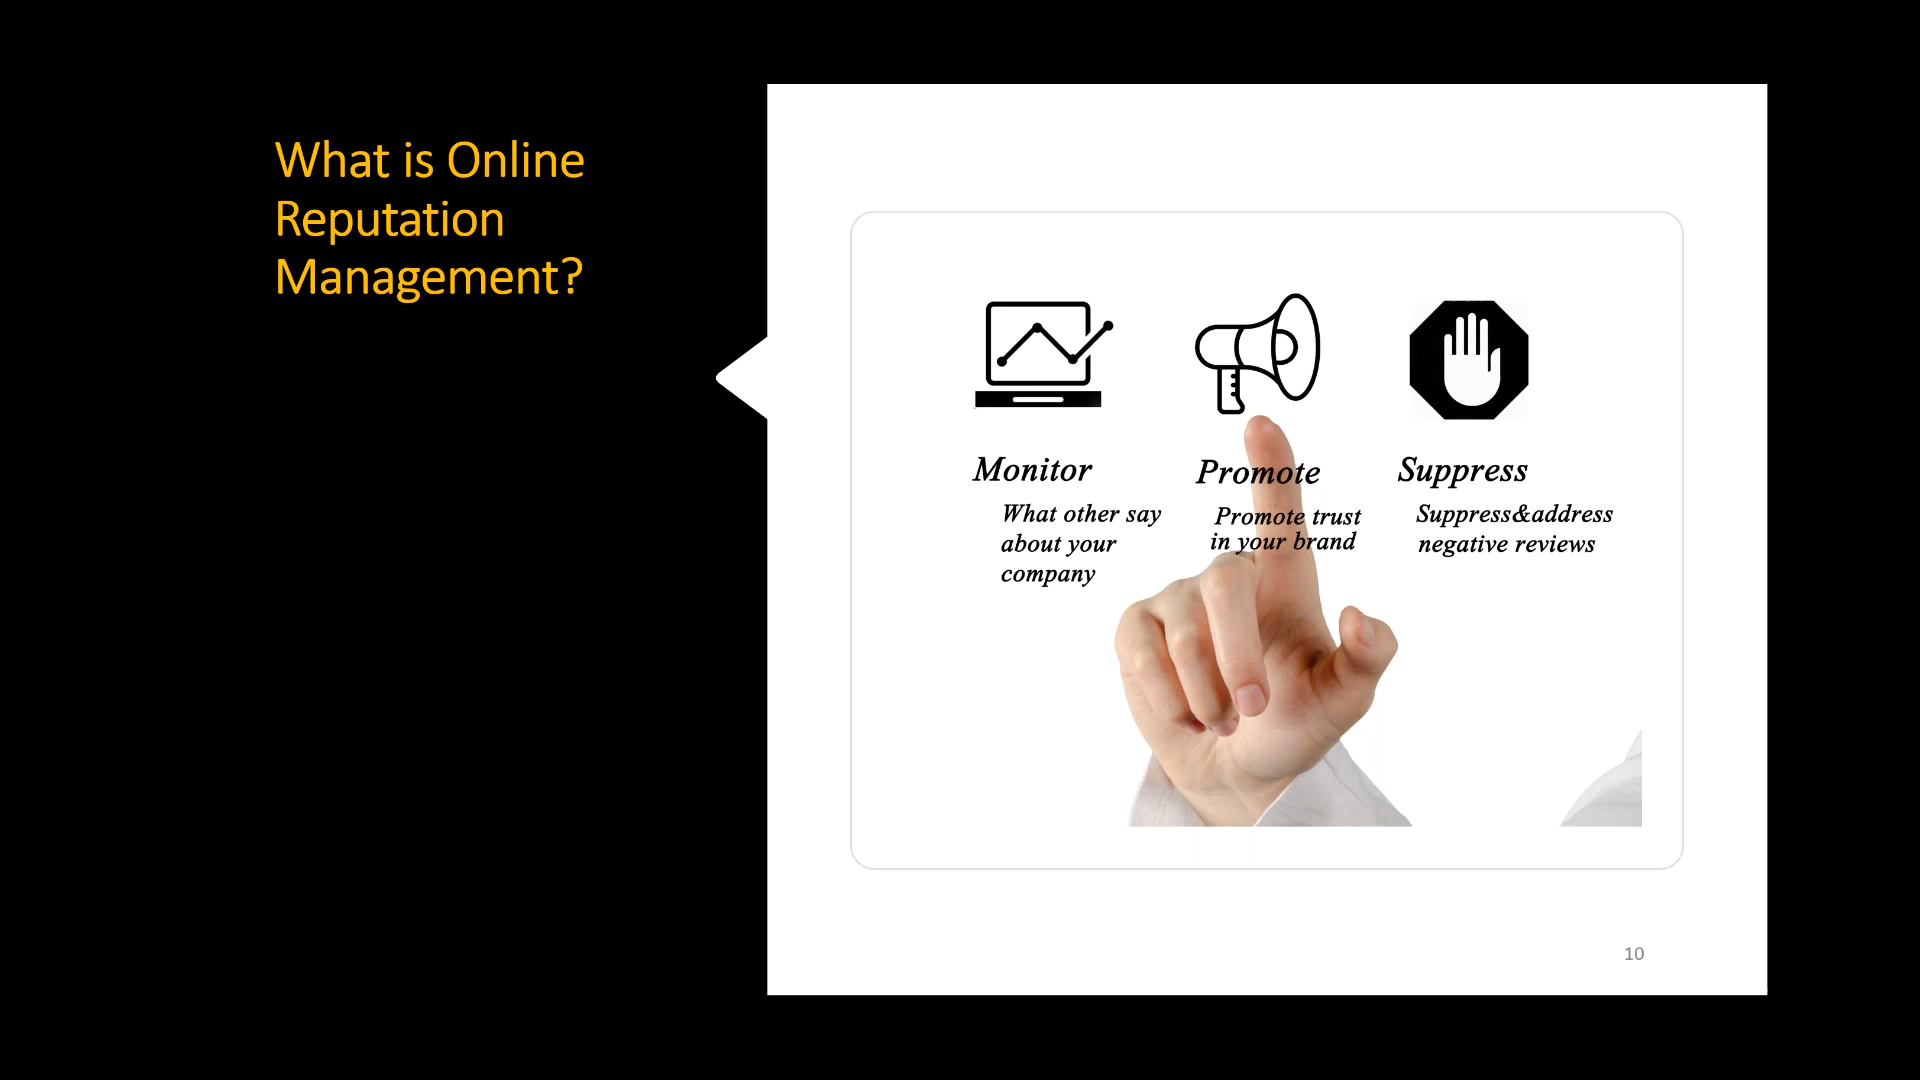 What is Online
Reputation
Management?
Monitor
What other say
about your
company
Promote
Promote trust
in your brand
Suppress
Suppress&address
negative reviews
10